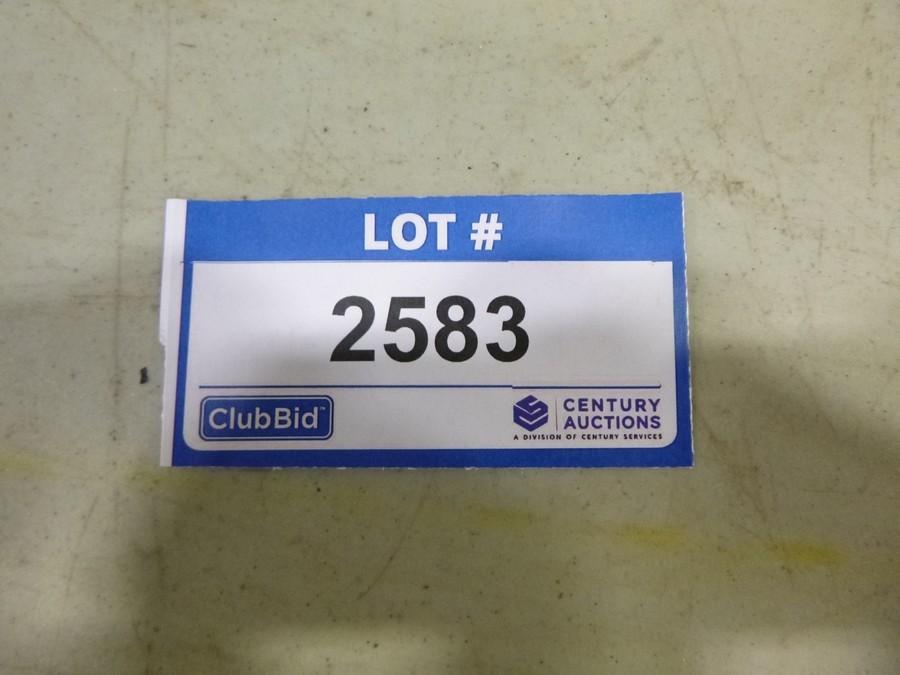 LOT #
2583
ClubBid™
CENTURY
AUCTIONS
A DIVISION OF CENTURY SERVICES